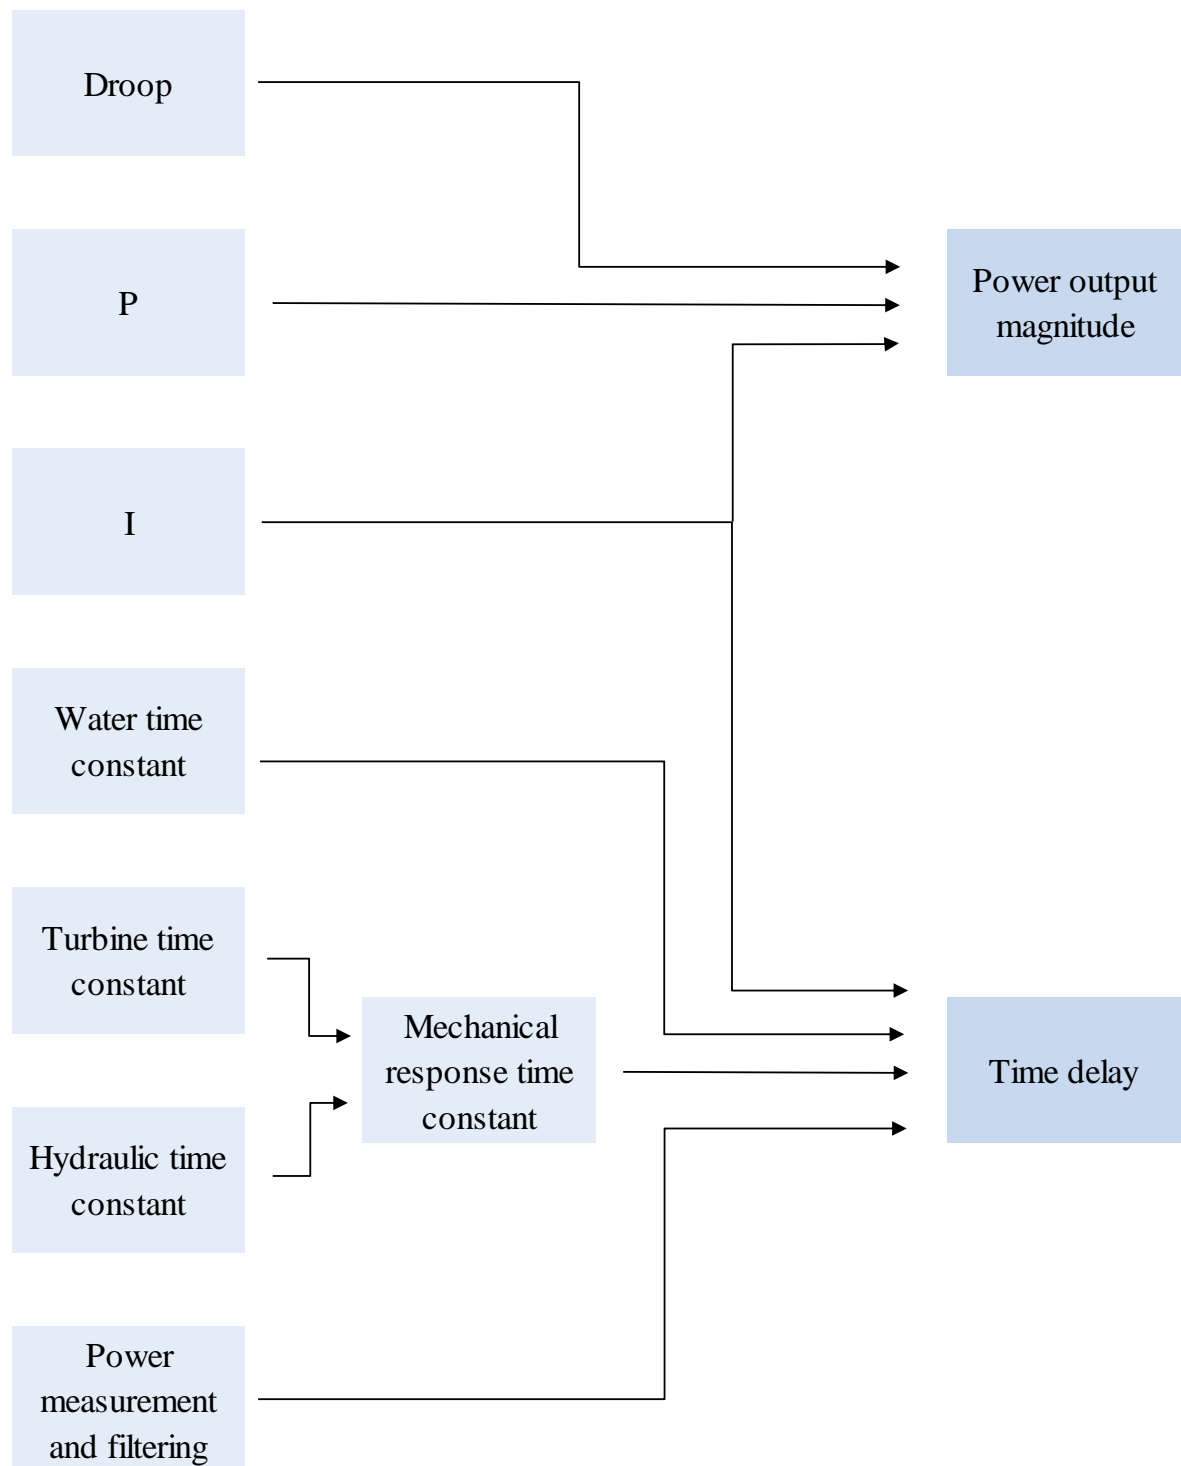 Droop
P
Power output
magnitude
I
Water time
constant
Turbine time
constant
Mechanical
response time
constant
Time delay
Hydraulic time
constant
Power
measurement
and filtering